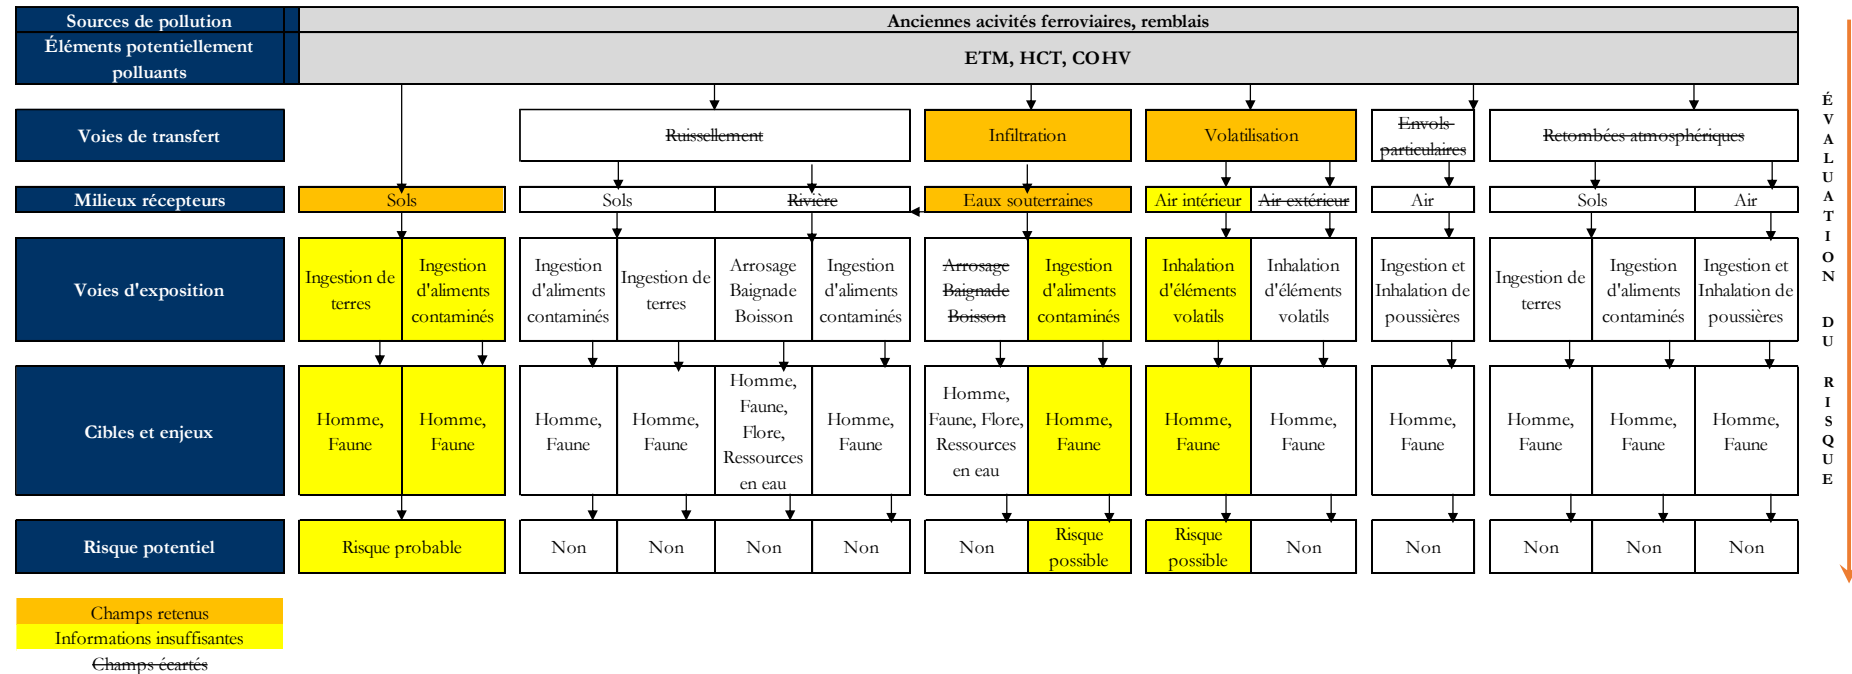 Sources de pollution
Anciennes acivités ferroviaires, remblais
Éléments potentiellement
polluants
ETM, HCT, COHV
Voies de transfert
Ruissellement
Infiltration
Volatilisation
Envols
particulaires
Retombées atmosphériques
Milieux récepteurs
Sols
Sols
Rivière
Eaux souterraines
Air intérieur
Air extérieur
Air
Sols
Air
Voies d'exposition
Ingestion de
terres
Ingestion
d'aliments
contaminés
Ingestion
d'aliments
contaminés
Ingestion de
terres
Arrosage
Baignade
Boisson
Ingestion
d'aliments
contaminés
Arrosage
Baignade
Boisson
Ingestion
d'aliments
contaminés
Inhalation
d'éléments
volatils
Inhalation
d'éléments
volatils
Ingestion et
Inhalation de
poussières
Ingestion de
terres
Ingestion
d'aliments
contaminés
Ingestion et
Inhalation de
poussières
Cibles et enjeux
Homme,
Faune
Homme,
Faune
Homme,
Faune
Homme,
Faune
Homme,
Faune,
Flore,
Ressources
en eau
Homme,
Faune
Homme,
Faune, Flore,
Ressources
en eau
Homme,
Faune
Homme,
Faune
Homme,
Faune
Homme,
Faune
Homme,
Faune
Homme,
Faune
Homme,
Faune
Risque potentiel
Risque probable
Non
Non
Non
Non
Non
Risque
possible
Risque
possible
Non
Non
Non
Non
Non
ÉVALUATION DU RISQUE
Champs retenus
Informations insuffisantes
Champs écartés